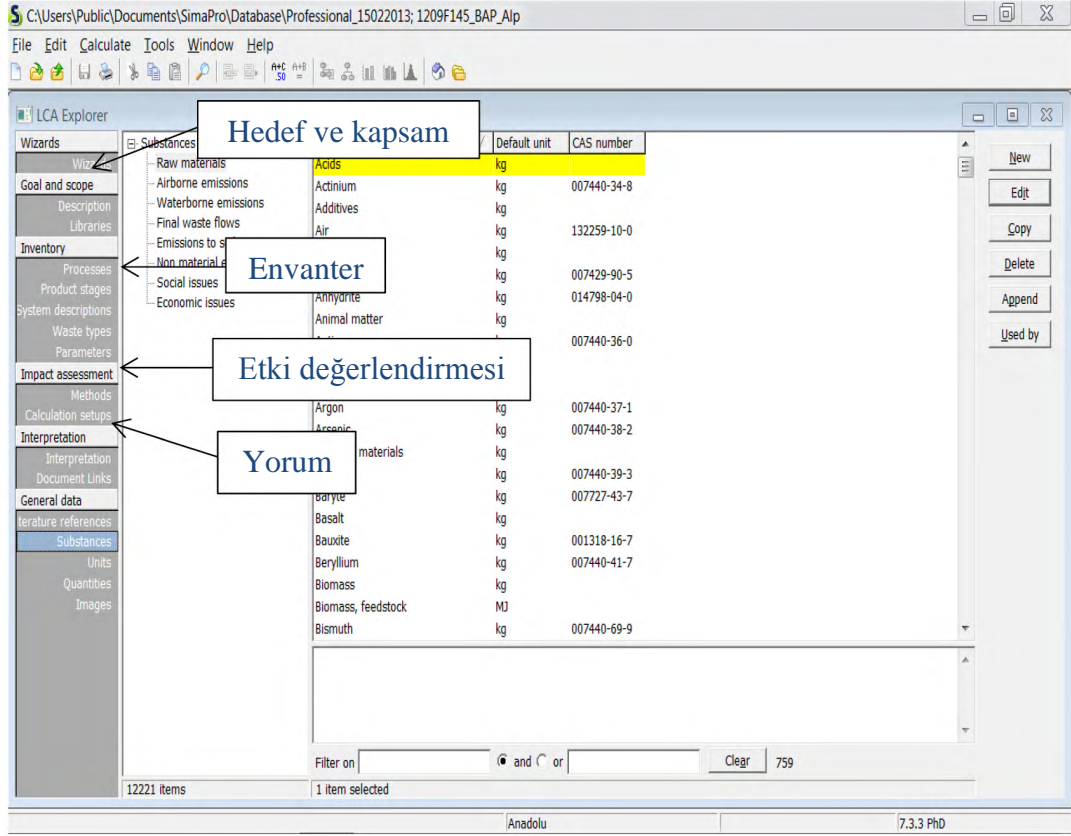 C:\Users\Public\Documents\SimaPro\Database\Professional_15022013; 1209F145_BAP_Alp
File Edit Calculate Tools Window Help
LCA Explorer
Hedef ve kapsam
Envanter
Etki değerlendirmesi
Yorum
Wizards
Goal and scope
Description
Libraries
Inventory
Processes
Product stages
System descriptions
Waste types
Parameters
Impact assessment
Methods
Calculation setups
Interpretation
Interpretation
Document Links
General data
terature references
Substances
Units
Quantities
Images
Substances
Raw materials
Airborne emissions
Waterborne emissions
Final waste flows
Emissions to
Non material
Social issues
Economic issues
Default unit CAS number
Acids kg
Actinium kg 007440-34-8
Additives kg
Air kg 132259-10-0
kg
kg 007429-90-5
Anhydrite kg 014798-04-0
Animal matter kg
007440-36-0
Argon kg 007440-37-1
Arsenic kg 007440-38-2
materials kg
kg 007440-39-3
Baryte kg 007727-43-7
Basalt kg
Bauxite kg 001318-16-7
Beryllium kg 007440-41-7
Biomass kg
Biomass, feedstock MJ
Bismuth kg 007440-69-9
New
Edit
Copy
Delete
Append
Used by
Filter on and or Clear 759
12221 items 1 item selected
Anadolu 7.3.3 PhD